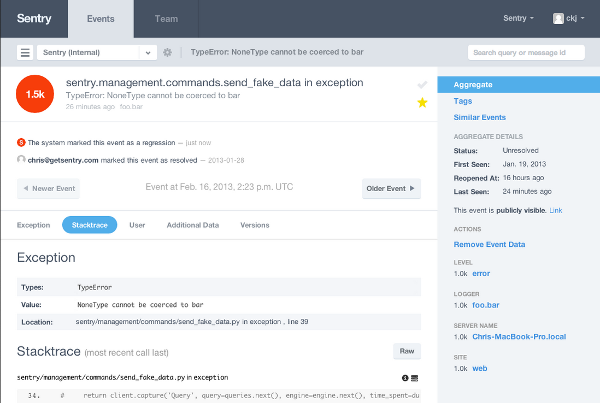 Sentry
Events
Team
Sentry
ckj
Sentry (Internal)
TypeError: NoneType cannot be coerced to bar
Search query or message id
1.5k
sentry.management.commands.send_fake_data in exception
TypeError: NoneType cannot be coerced to bar
26 minutes ago foo.bar
S The system marked this event as a regression — just now
chris@getsentry.com marked this event as resolved — 2013-01-28
Newer Event
Event at Feb. 16, 2013, 2:23 p.m. UTC
Older Event
Exception
Stacktrace
User
Additional Data
Versions
Exception
Types: TypeError
Value: NoneType cannot be coerced to bar
Location: sentry/management/commands/send_fake_data.py in exception , line 39
Stacktrace (most recent call last)
Raw
sentry/management/commands/send_fake_data.py in exception
34. # return client.capture('Query', query=queries.next(), engine=engine.next(), time_spent=du
Aggregate
Tags
Similar Events
AGGREGATE DETAILS
Status: Unresolved
First Seen: Jan. 19, 2013
Reopened At: 16 hours ago
Last Seen: 24 minutes ago
This event is publicly visible. Link
ACTIONS
Remove Event Data
LEVEL
1.0k error
LOGGER
1.0k foo.bar
SERVER NAME
1.0k Chris-MacBook-Pro.local
SITE
1.0k web